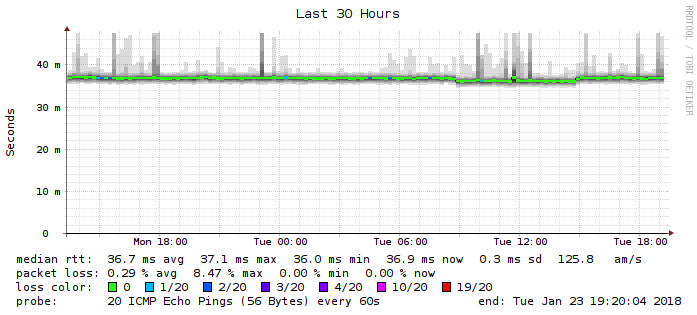 Last 30 Hours
RRDTOOL / TOBI OETIKER
Seconds
40 m
30 m
20 m
10 m
0
Mon 18:00 Tue 00:00 Tue 06:00 Tue 12:00 Tue 18:00
median rtt: 36.7 ms avg 37.1 ms max 36.0 ms min 36.9 ms now 0.3 ms sd 125.8 am/s
packet loss: 0.29 % avg 8.47 % max 0.00 % min 0.00 % now
loss color: 0 1/20 2/20 3/20 4/20 10/20 19/20
probe: 20 ICMP Echo Pings (56 Bytes) every 60s end: Tue Jan 23 19:20:04 2018